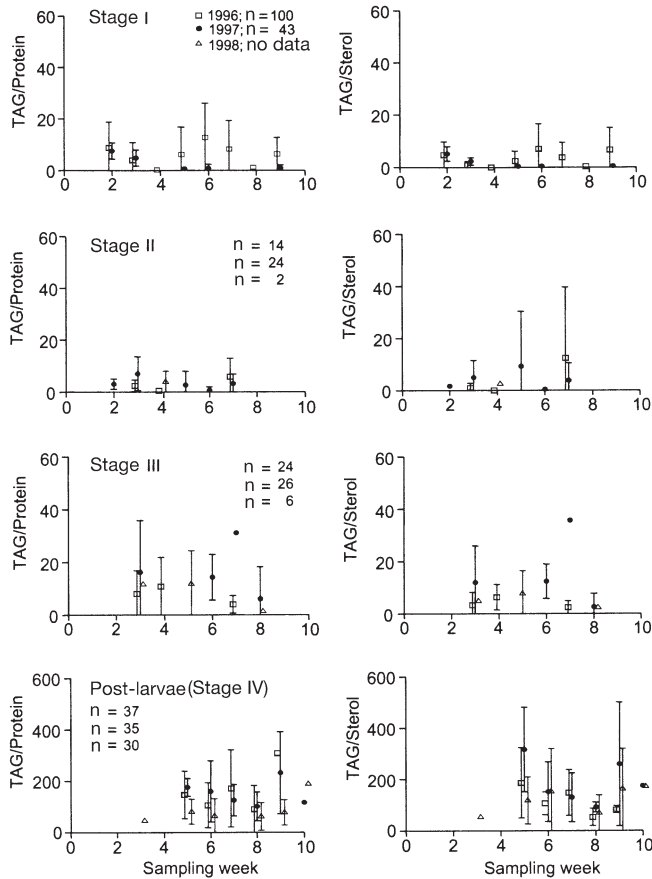 Stage I
1996; n=100
1997; n= 43
1998; no data
TAG/Protein
60
40
20
0
0 2 4 6 8 10
TAG/Sterol
60
40
20
0
0 2 4 6 8 10
Stage II
n = 14
n = 24
n = 2
TAG/Protein
60
40
20
0
0 2 4 6 8 10
TAG/Sterol
60
40
20
0
0 2 4 6 8 10
Stage III
n = 24
n = 26
n = 6
TAG/Protein
60
40
20
0
0 2 4 6 8 10
TAG/Sterol
60
40
20
0
0 2 4 6 8 10
Post-larvae(Stage IV)
n = 37
n = 35
n = 30
TAG/Protein
600
400
200
0
0 2 4 6 8 10
Sampling week
TAG/Sterol
600
400
200
0
0 2 4 6 8 10
Sampling week